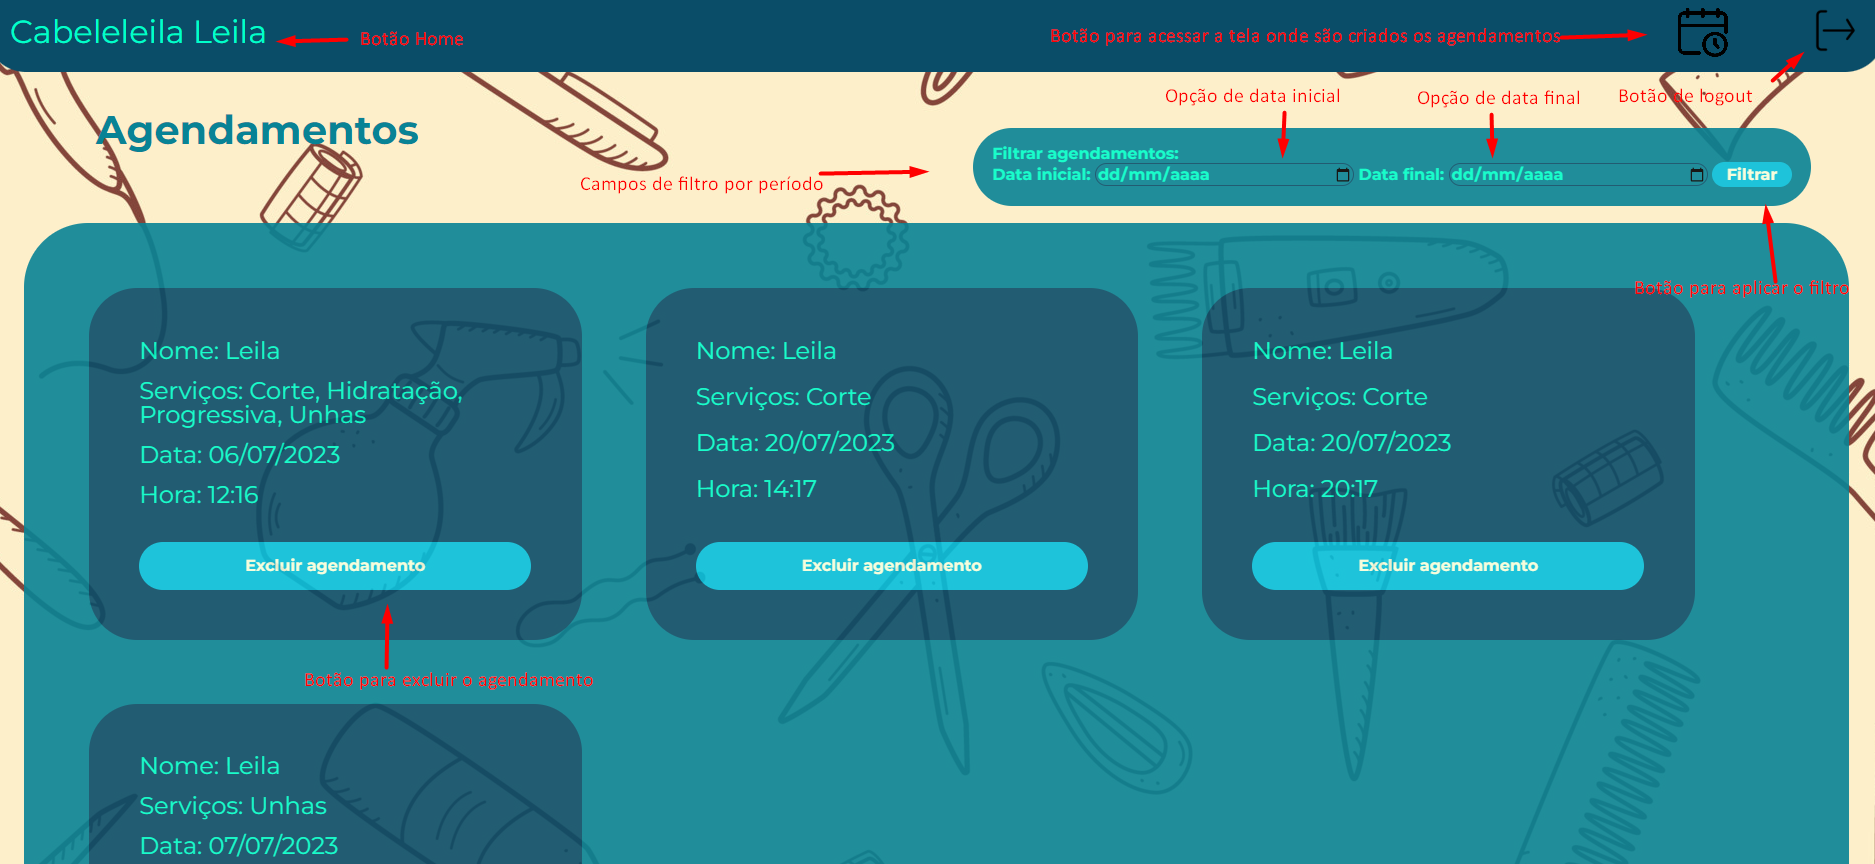 Cabeleleila Leila
Botão Home
Botão para acessar a tela onde são criados os agendamentos
Opção de data inicial
Opção de data final
Botão de logout
Agendamentos
Campos de filtro por período
Filtrar agendamentos:
Data inicial: dd/mm/aaaa Data final: dd/mm/aaaa Filtrar
Botão para aplicar o filtro
Nome: Leila
Serviços: Corte, Hidratação,
Progressiva, Unhas
Data: 06/07/2023
Hora: 12:16
Excluir agendamento
Nome: Leila
Serviços: Corte
Data: 20/07/2023
Hora: 14:17
Excluir agendamento
Nome: Leila
Serviços: Corte
Data: 20/07/2023
Hora: 20:17
Excluir agendamento
Botão para excluir o agendamento
Nome: Leila
Serviços: Unhas
Data: 07/07/2023